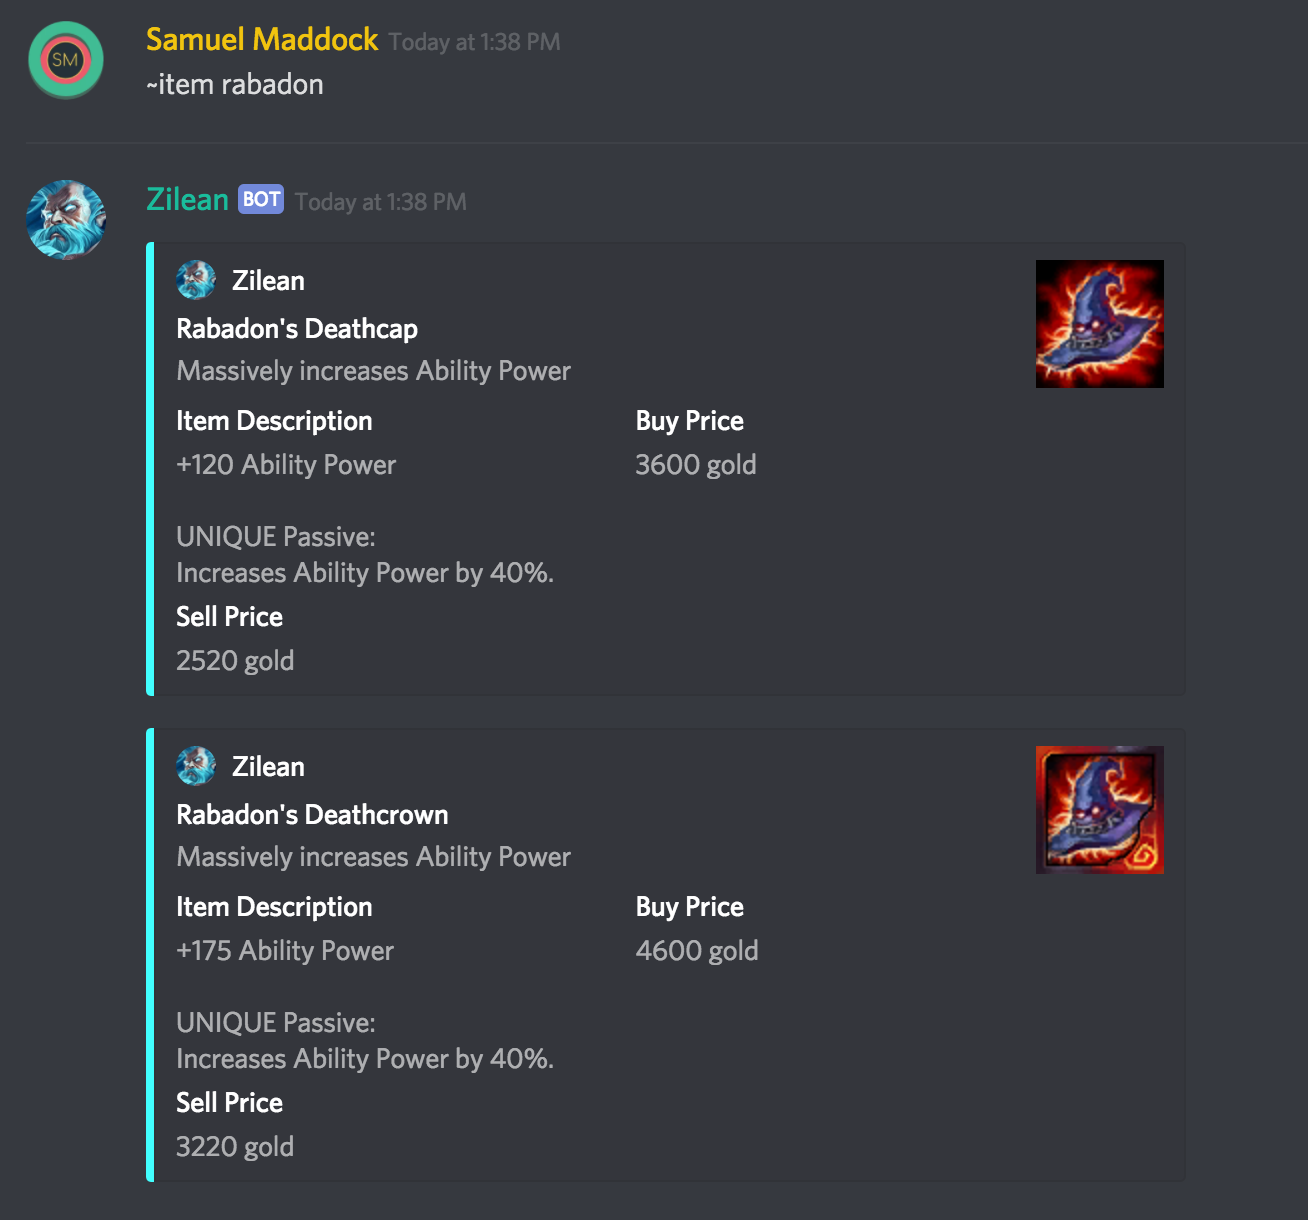 SM
Samuel Maddock Today at 1:38 PM
~item rabadon
Zilean BOT Today at 1:38 PM
Zilean
Rabadon's Deathcap
Massively increases Ability Power
Item Description
+120 Ability Power
Buy Price
3600 gold
UNIQUE Passive:
Increases Ability Power by 40%.
Sell Price
2520 gold
Zilean
Rabadon's Deathcrown
Massively increases Ability Power
Item Description
+175 Ability Power
Buy Price
4600 gold
UNIQUE Passive:
Increases Ability Power by 40%.
Sell Price
3220 gold